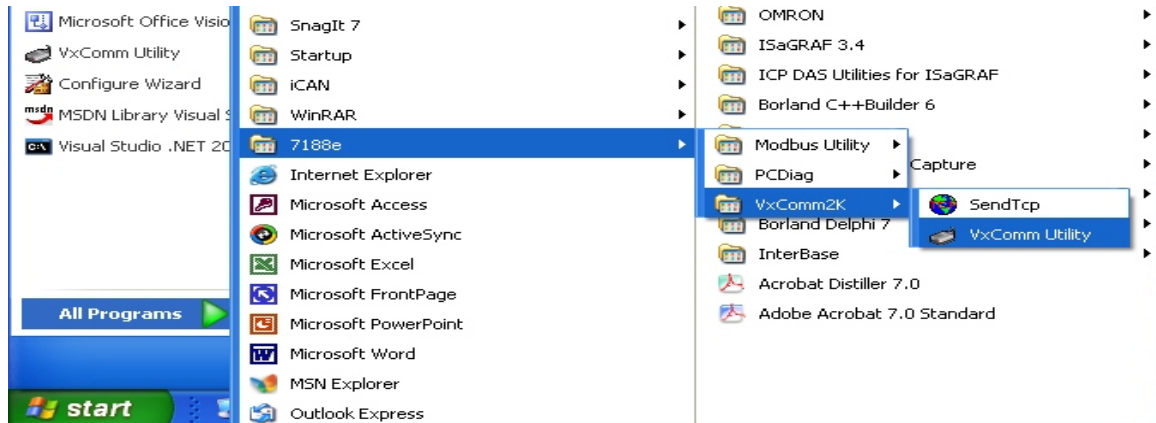 Microsoft Office Visio
VxComm Utility
Configure Wizard
msdn MSDN Library Visual S
Visual Studio .NET 20
All Programs
start
SnagIt 7
Startup
iCAN
WinRAR
7188e
Internet Explorer
Microsoft Access
Microsoft ActiveSync
Microsoft Excel
Microsoft FrontPage
Microsoft PowerPoint
Microsoft Word
MSN Explorer
Outlook Express
OMRON
ISaGRAF 3.4
ICP DAS Utilities for ISaGRAF
Borland C++Builder 6
Capture
Borland Delphi 7
InterBase
Acrobat Distiller 7.0
Adobe Acrobat 7.0 Standard
Modbus Utility
PCDiag
VxComm2K
SendTcp
VxComm Utility